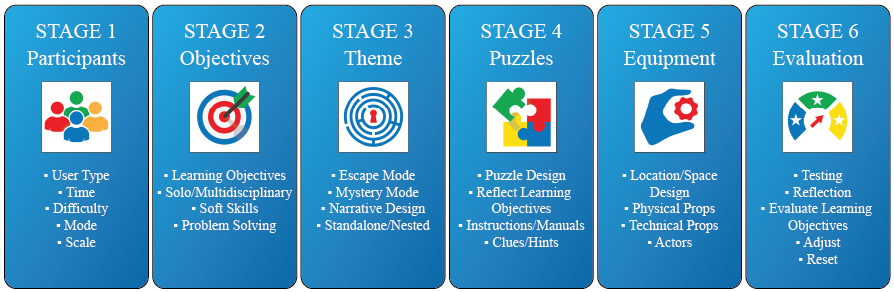 STAGE 1
Participants
▪ User Type
▪ Time
▪ Difficulty
▪ Mode
▪ Scale
STAGE 2
Objectives
▪ Learning Objectives
▪ Solo/Multidisciplinary
▪ Soft Skills
▪ Problem Solving
STAGE 3
Theme
▪ Escape Mode
▪ Mystery Mode
▪ Narrative Design
▪ Standalone/Nested
STAGE 4
Puzzles
▪ Puzzle Design
▪ Reflect Learning
Objectives
▪ Instructions/Manuals
▪ Clues/Hints
STAGE 5
Equipment
▪ Location/Space
Design
▪ Physical Props
▪ Technical Props
▪ Actors
STAGE 6
Evaluation
▪ Testing
▪ Reflection
▪ Evaluate Learning
Objectives
▪ Adjust
▪ Reset